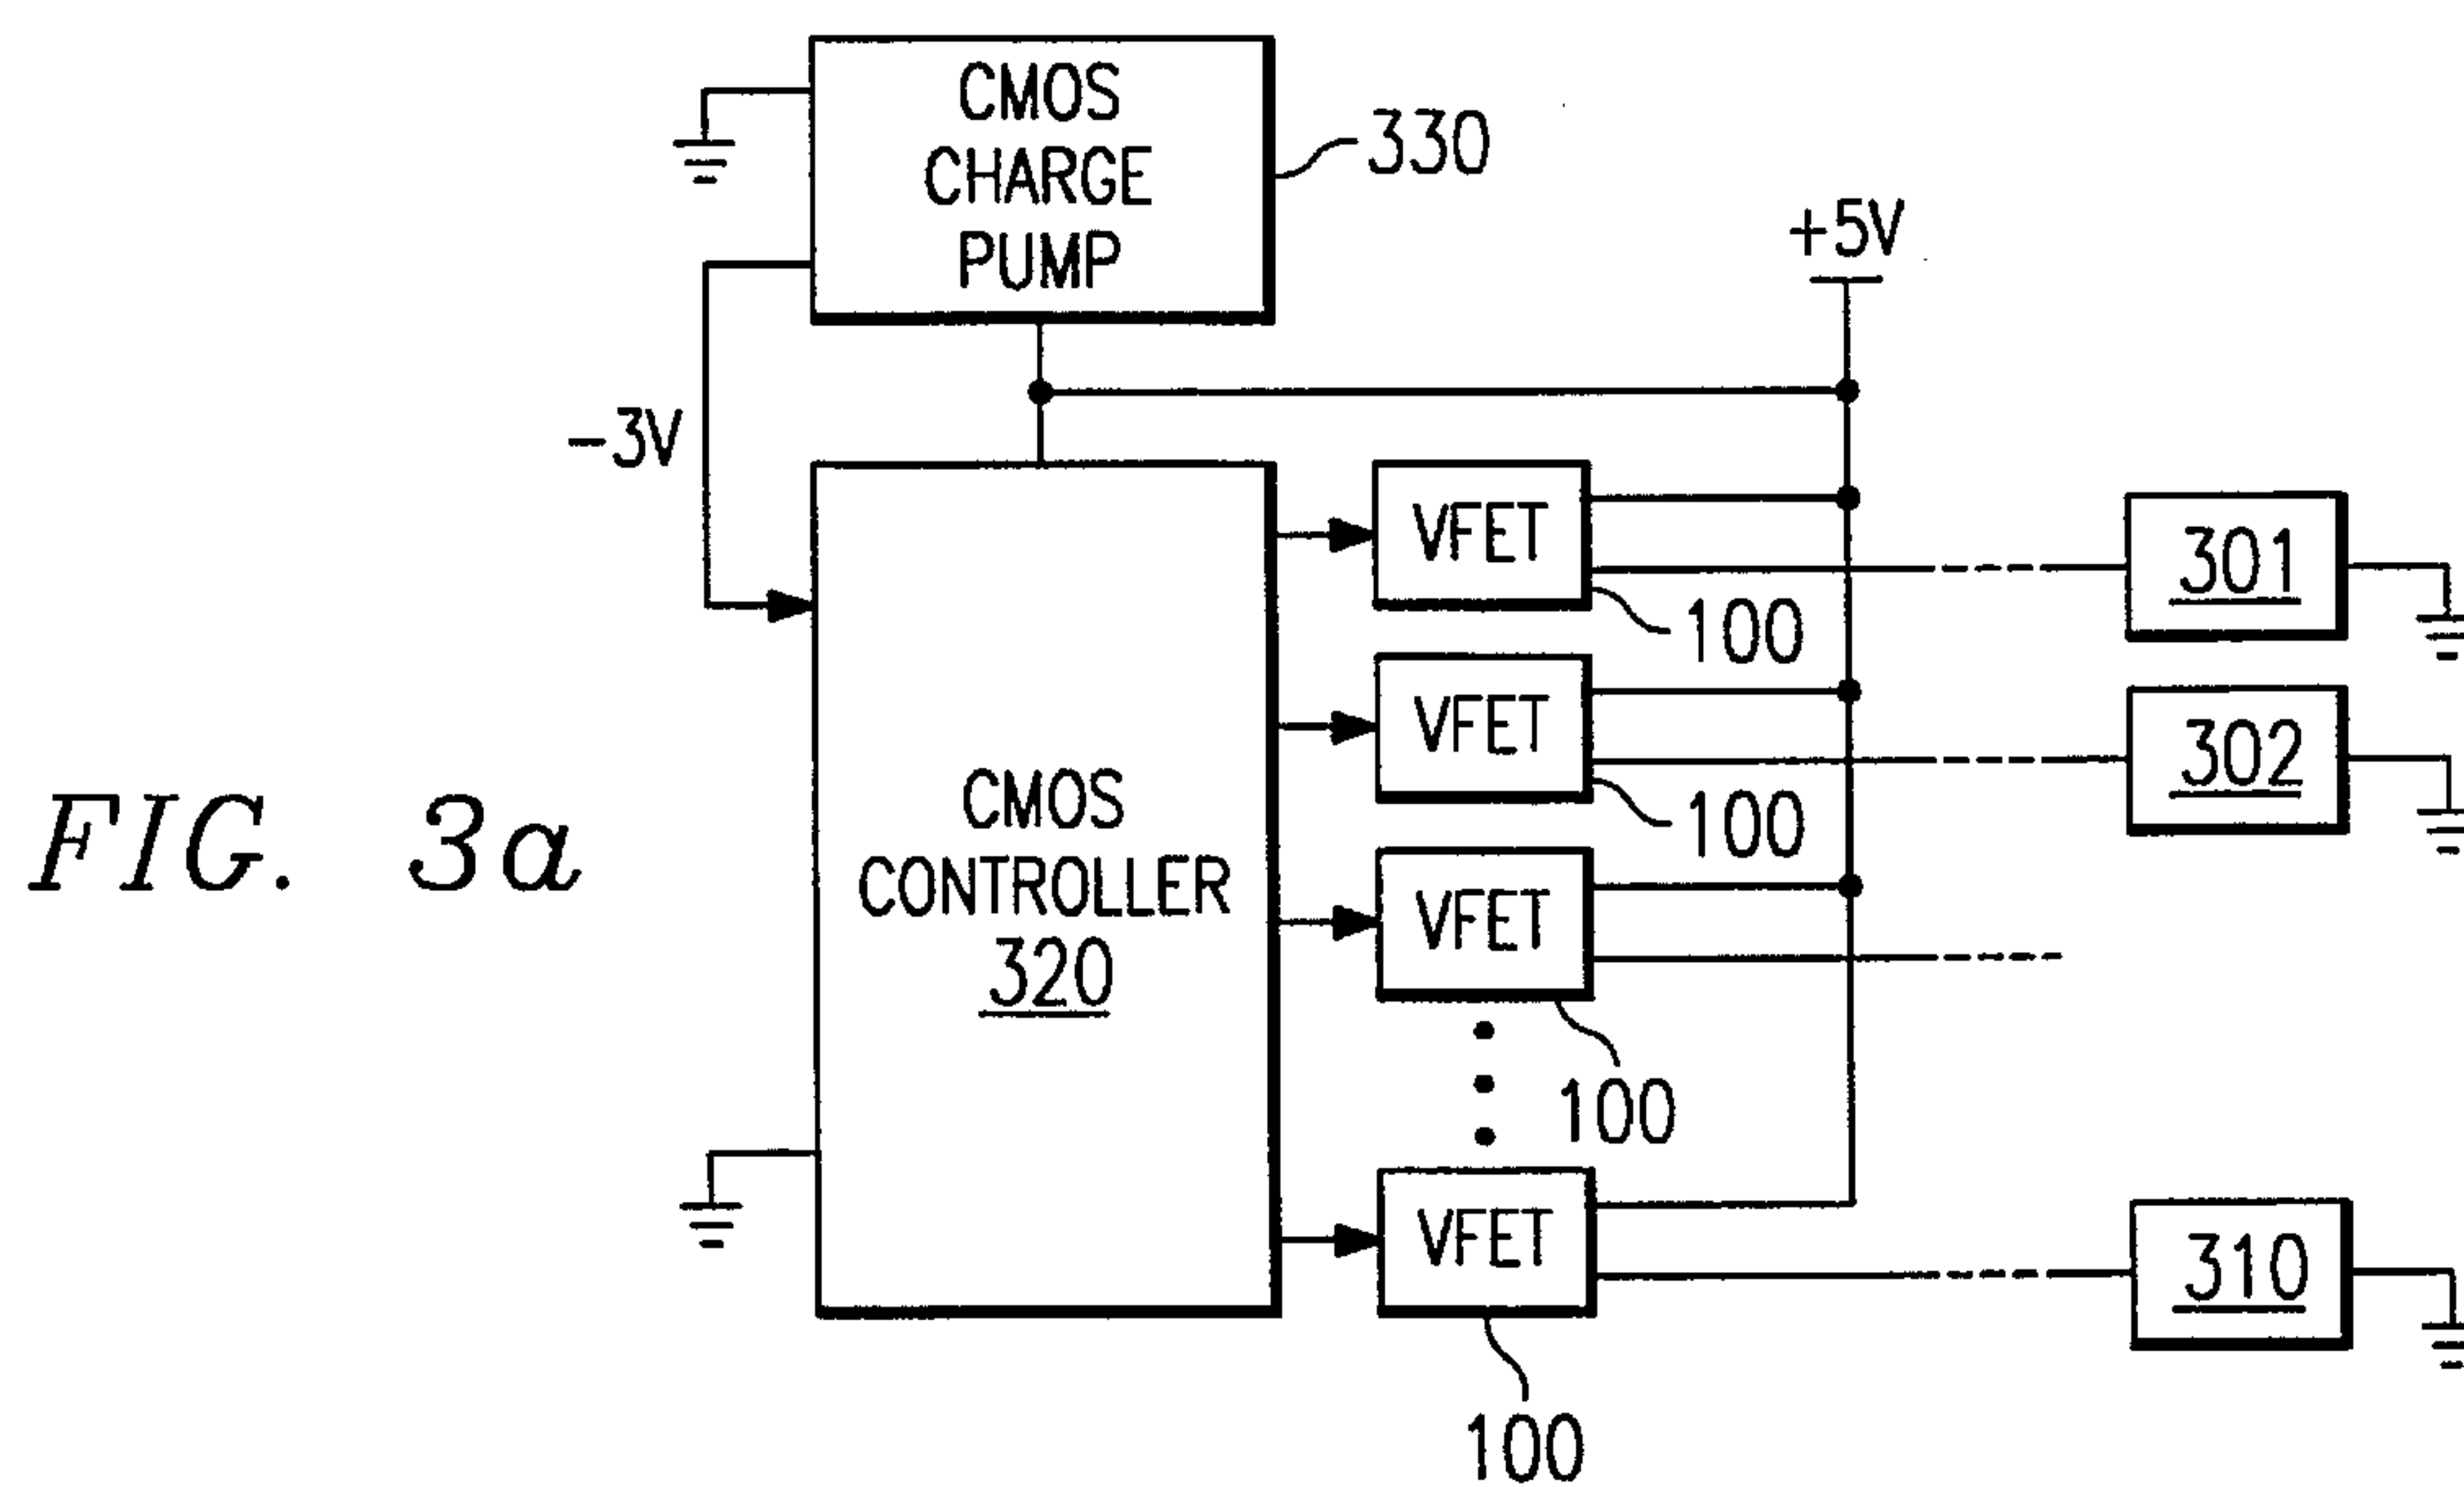 CMOS
CHARGE
PUMP
330
+5V
-3V
VFET
301
100
VFET
302
100
CMOS
CONTROLLER
320
VFET
100
FIG. 3a
VFET
310
100